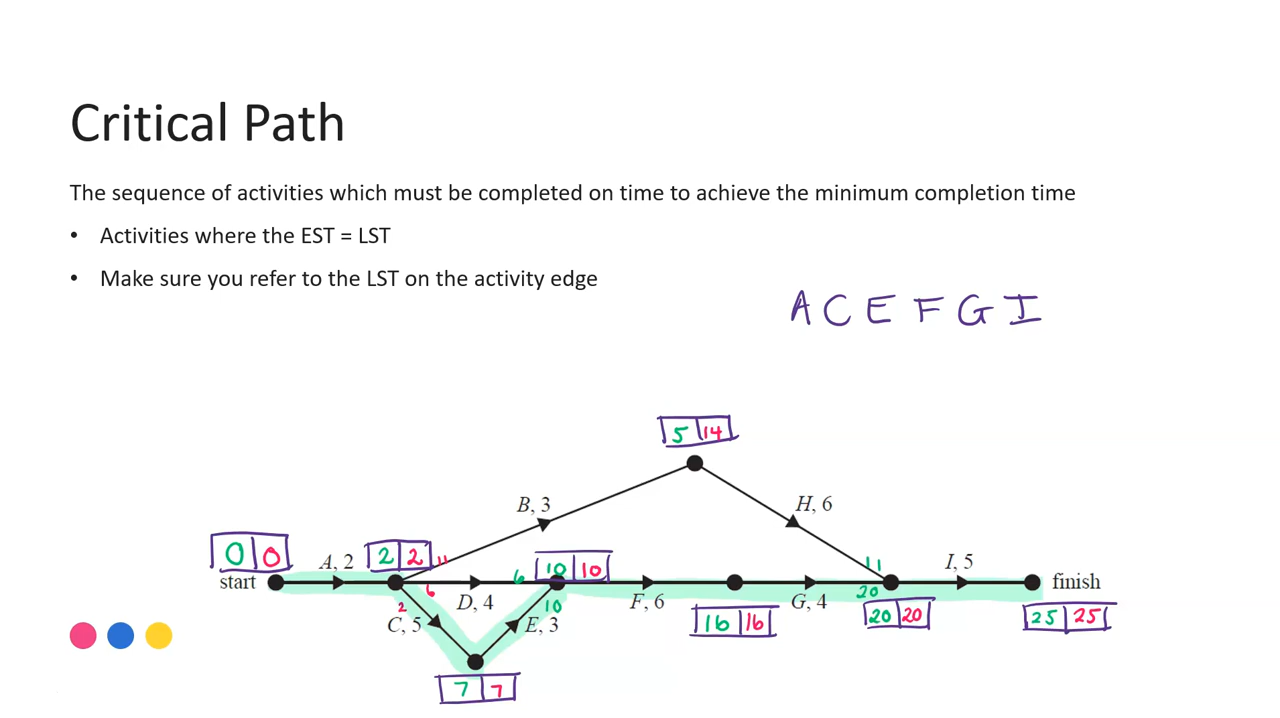 Critical Path
The sequence of activities which must be completed on time to achieve the minimum completion time
• Activities where the EST = LST
• Make sure you refer to the LST on the activity edge
A C E F G I
5 14
B, 3
H, 6
0 0
A, 2
2 2
11
6
10 10
11
I, 5
start
finish
2
6
D, 4
10
F, 6
G, 4
20
C, 5
E, 3
16 16
20 20
25 25
7 7